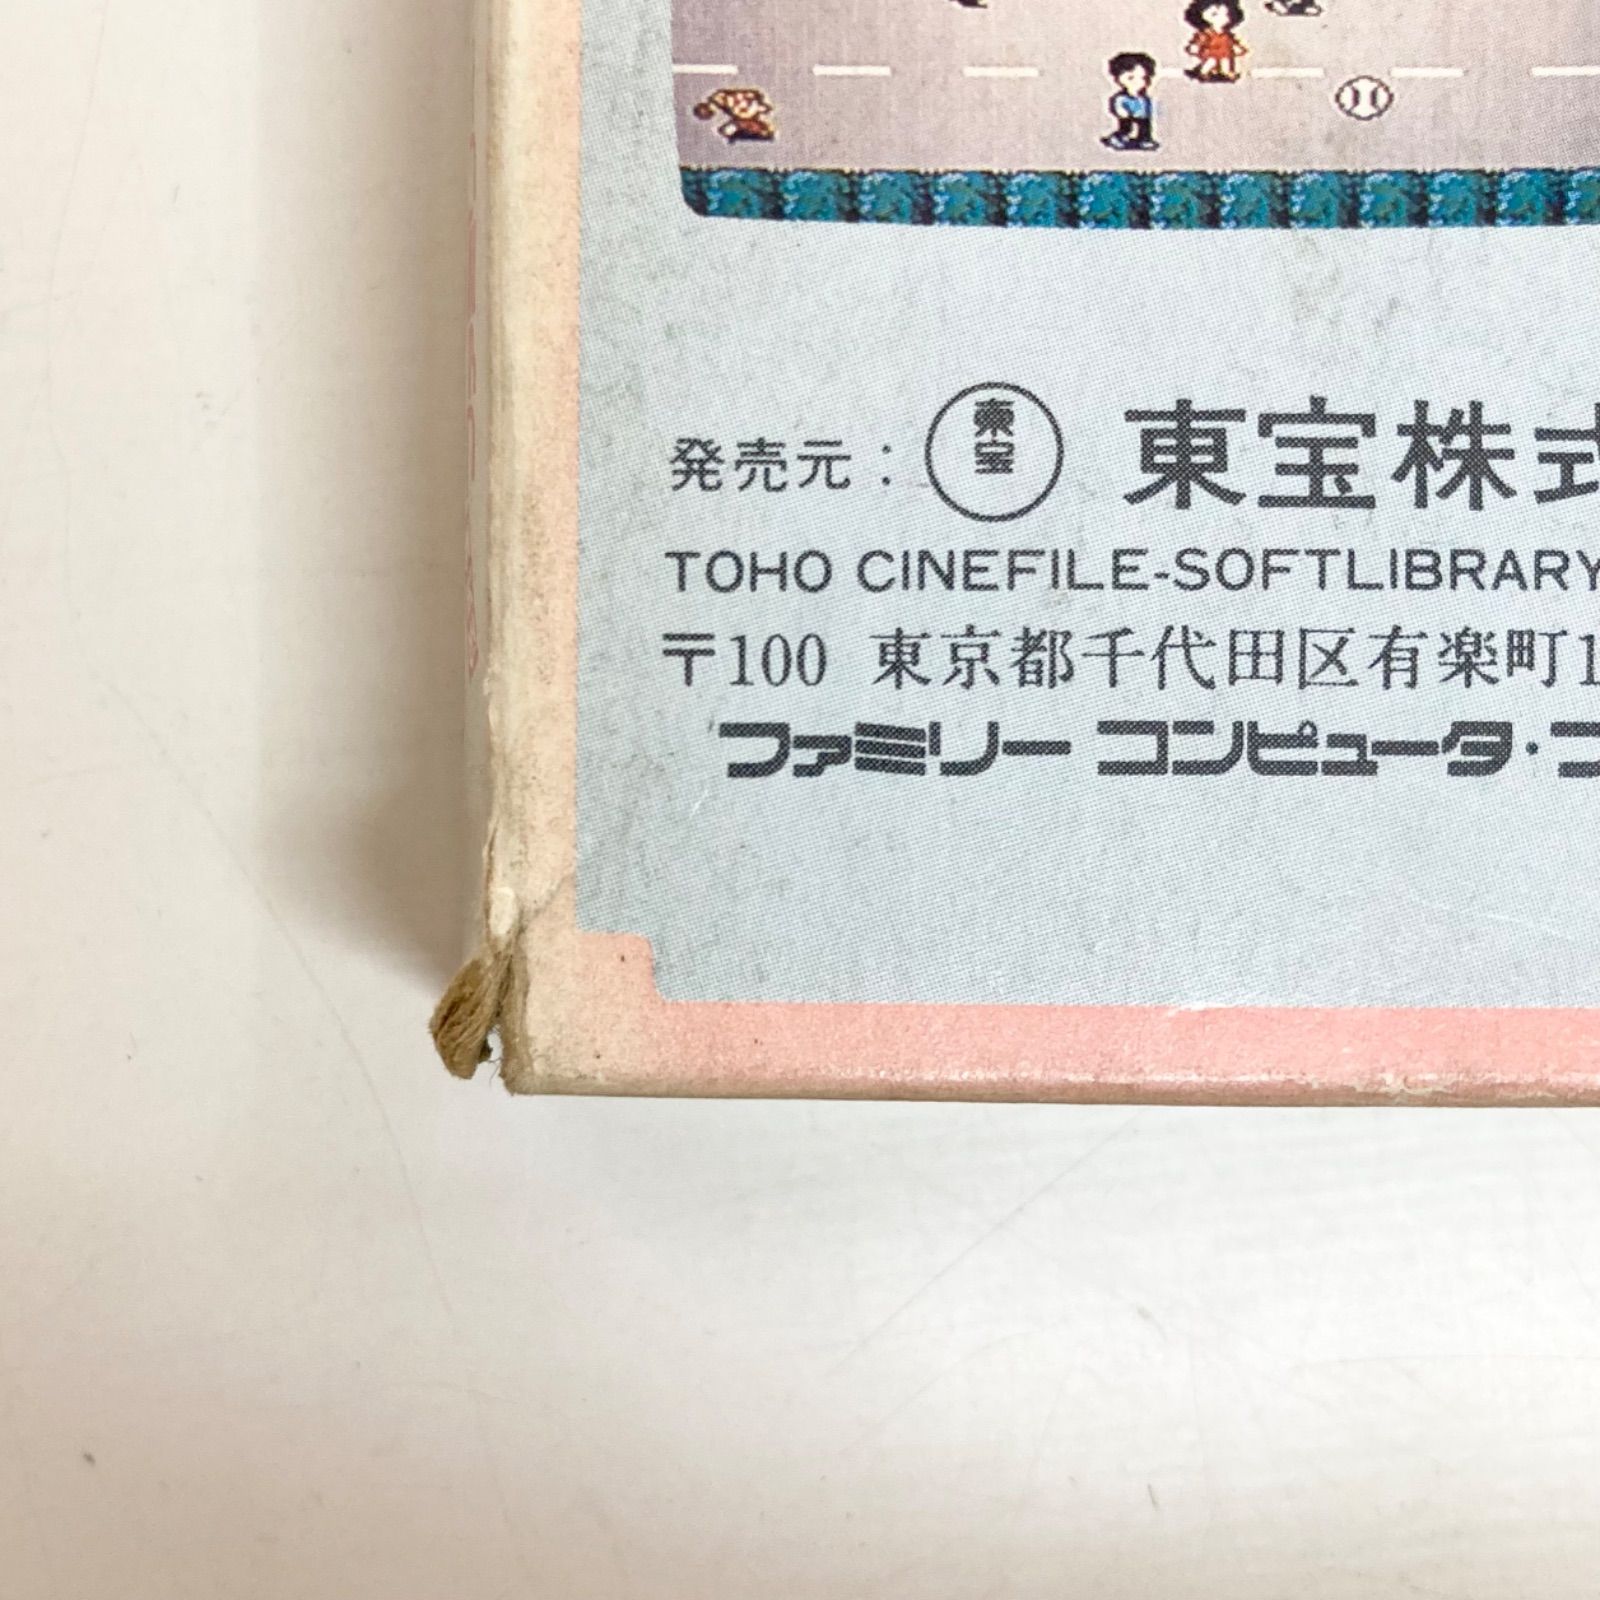 発売元：東宝 東宝株式
TOHO CINEFILE-SOFTLIBRARY
〒100 東京都千代田区有楽町1
ファミリーコンピュータ・フ